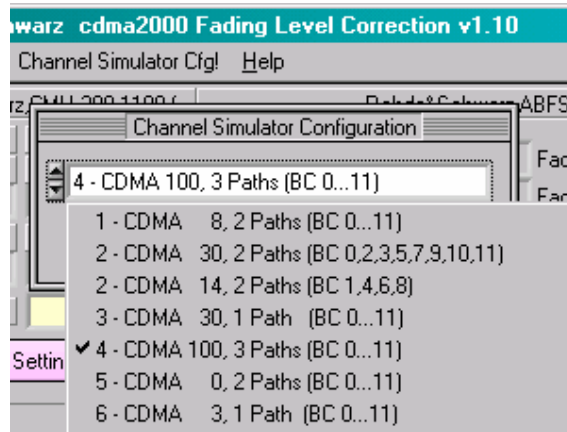 warz cdma2000 Fading Level Correction v1.10
Channel Simulator Cfg! Help
ABFS
Channel Simulator Configuration
4 - CDMA 100, 3 Paths (BC 0...11)
1 - CDMA 8, 2 Paths (BC 0...11)
2 - CDMA 30, 2 Paths (BC 0,2,3,5,7,9,10,11)
2 - CDMA 14, 2 Paths (BC 1,4,6,8)
3 - CDMA 30, 1 Path (BC 0...11)
✔ 4 - CDMA 100, 3 Paths (BC 0...11)
Settin
5 - CDMA 0, 2 Paths (BC 0...11)
6 - CDMA 3, 1 Path (BC 0...11)